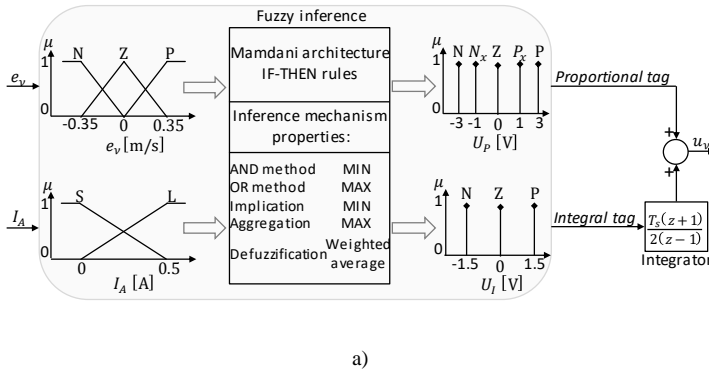 Fuzzy inference
μ
N Z P
1
e_v
0
-0.35 0 0.35
e_v [m/s]
μ
S L
1
I_A
0
0 0.5
I_A [A]
Mamdani architecture
IF-THEN rules
Inference mechanism
properties:
AND method MIN
OR method MAX
Implication MIN
Aggregation MAX
Defuzzification Weighted
average
μ
N N_x Z P_x P
1
0
-3 -1 0 1 3
U_P [V]
μ
N Z P
1
0
-1.5 0 1.5
U_I [V]
Proportional tag
+
u_v
+
Integral tag
T_s(z+1)
2(z−1)
Integrator
a)